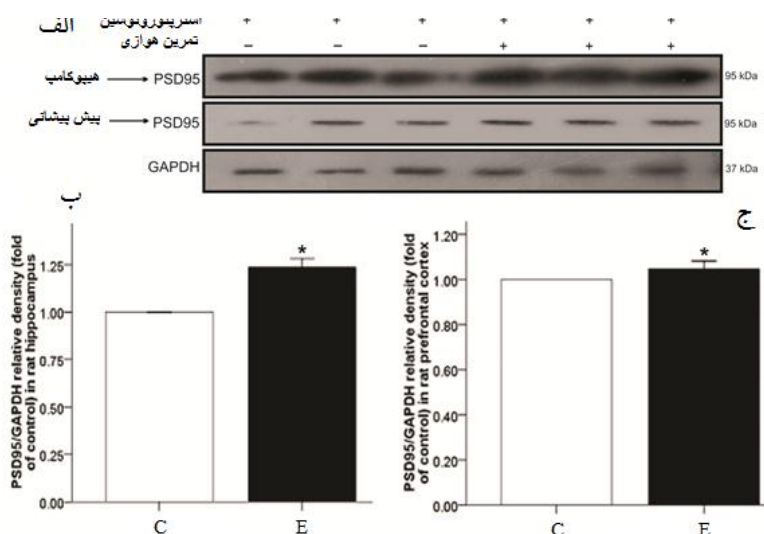 الف
+ + + + + +
تمرین هوازی - - - + + +
هیپوکامپ PSD95 95 kDa
پیش پیشانی PSD95 95 kDa
GAPDH 37 kDa
ب
PSD95/GAPDH relative density (fold
of control) in rat hippocampus
1.25
1.00
0.75
0.50
0.25
0.00
*
C E
ج
PSD95/GAPDH relative density (fold
of control) in rat prefrontal cortex
1.20
1.00
0.80
0.60
0.40
0.20
0.00
*
C E